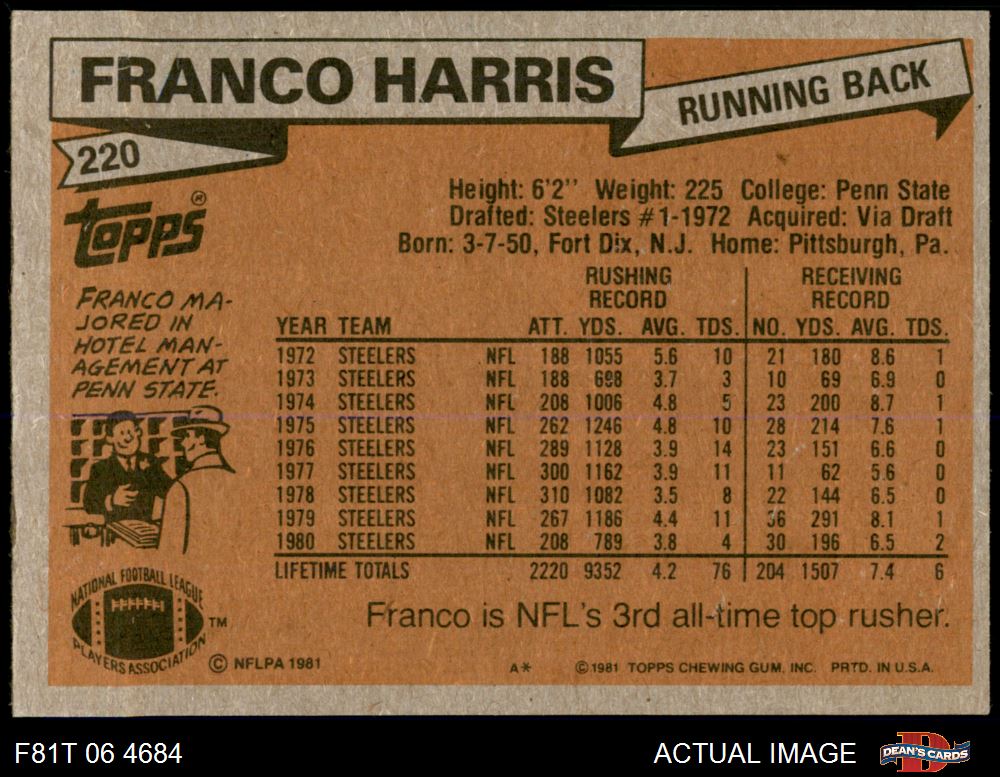 FRANCO HARRIS
RUNNING BACK
220
TOPPS®
Height: 6'2'' Weight: 225 College: Penn State
Drafted: Steelers #1-1972 Acquired: Via Draft
Born: 3-7-50, Fort Dix, N.J. Home: Pittsburgh, Pa.
FRANCO MA-
JORED IN
HOTEL MAN-
AGEMENT AT
PENN STATE.
RUSHING RECEIVING
RECORD RECORD
YEAR TEAM ATT. YDS. AVG. TDS. NO. YDS. AVG. TDS.
1972 STEELERS NFL 188 1055 5.6 10 21 180 8.6 1
1973 STEELERS NFL 188 698 3.7 3 10 69 6.9 0
1974 STEELERS NFL 208 1006 4.8 5 23 200 8.7 1
1975 STEELERS NFL 262 1246 4.8 10 28 214 7.6 1
1976 STEELERS NFL 289 1128 3.9 14 23 151 6.6 0
1977 STEELERS NFL 300 1162 3.9 11 11 62 5.6 0
1978 STEELERS NFL 310 1082 3.5 8 22 144 6.5 0
1979 STEELERS NFL 267 1186 4.4 11 36 291 8.1 1
1980 STEELERS NFL 208 789 3.8 4 30 196 6.5 2
LIFETIME TOTALS 2220 9352 4.2 76 204 1507 7.4 6
Franco is NFL's 3rd all-time top rusher.
NATIONAL FOOTBALL LEAGUE
PLAYERS ASSOCIATION
TM
© NFLPA 1981
A* © 1981 TOPPS CHEWING GUM, INC. PRTD. IN U.S.A.
F81T 06 4684
ACTUAL IMAGE
D
DEAN'S CARDS